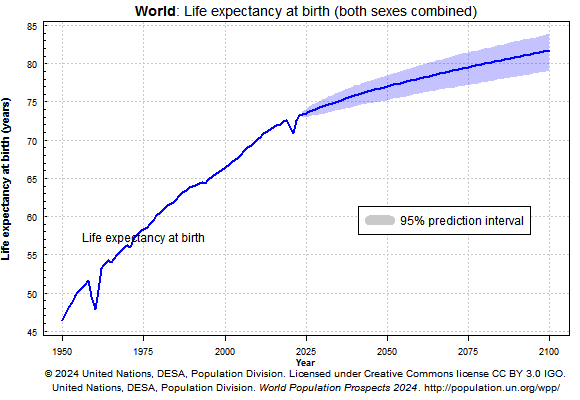 World: Life expectancy at birth (both sexes combined)
Life expectancy at birth (years)
85
80
75
70
65
60
55
50
45
Life expectancy at birth
95% prediction interval
1950 1975 2000 2025 2050 2075 2100
Year
© 2024 United Nations, DESA, Population Division. Licensed under Creative Commons license CC BY 3.0 IGO.
United Nations, DESA, Population Division. World Population Prospects 2024. http://population.un.org/wpp/